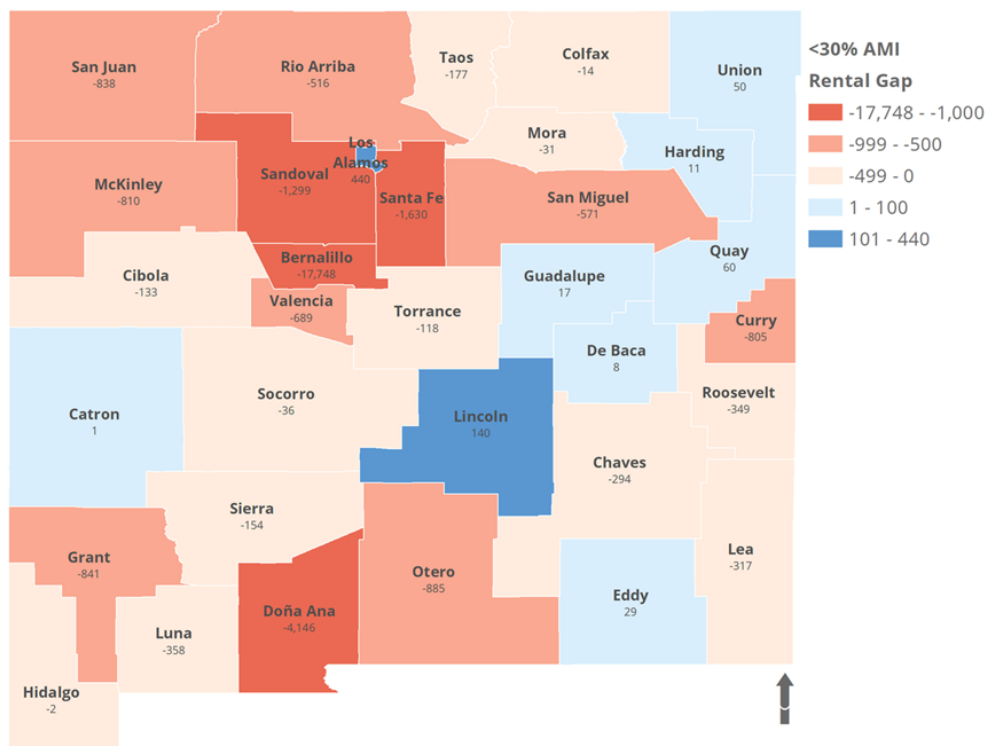 San Juan
-838
Rio Arriba
-516
Taos
-177
Colfax
-14
Union
50
<30% AMI
Rental Gap
-17,748 - -1,000
-999 - -500
-499 - 0
1 - 100
101 - 440
Mora
-31
Harding
11
Los
Alamos
440
McKinley
-810
Sandoval
-1,299
Santa Fe
-1,630
San Miguel
-571
Quay
60
Bernalillo
-17,748
Cibola
-133
Guadalupe
17
Valencia
-689
Torrance
-118
Curry
-805
De Baca
8
Socorro
-36
Roosevelt
-349
Catron
1
Lincoln
140
Chaves
-294
Sierra
-154
Lea
-317
Grant
-841
Otero
-885
Eddy
29
Doña Ana
-4,146
Luna
-358
Hidalgo
-2